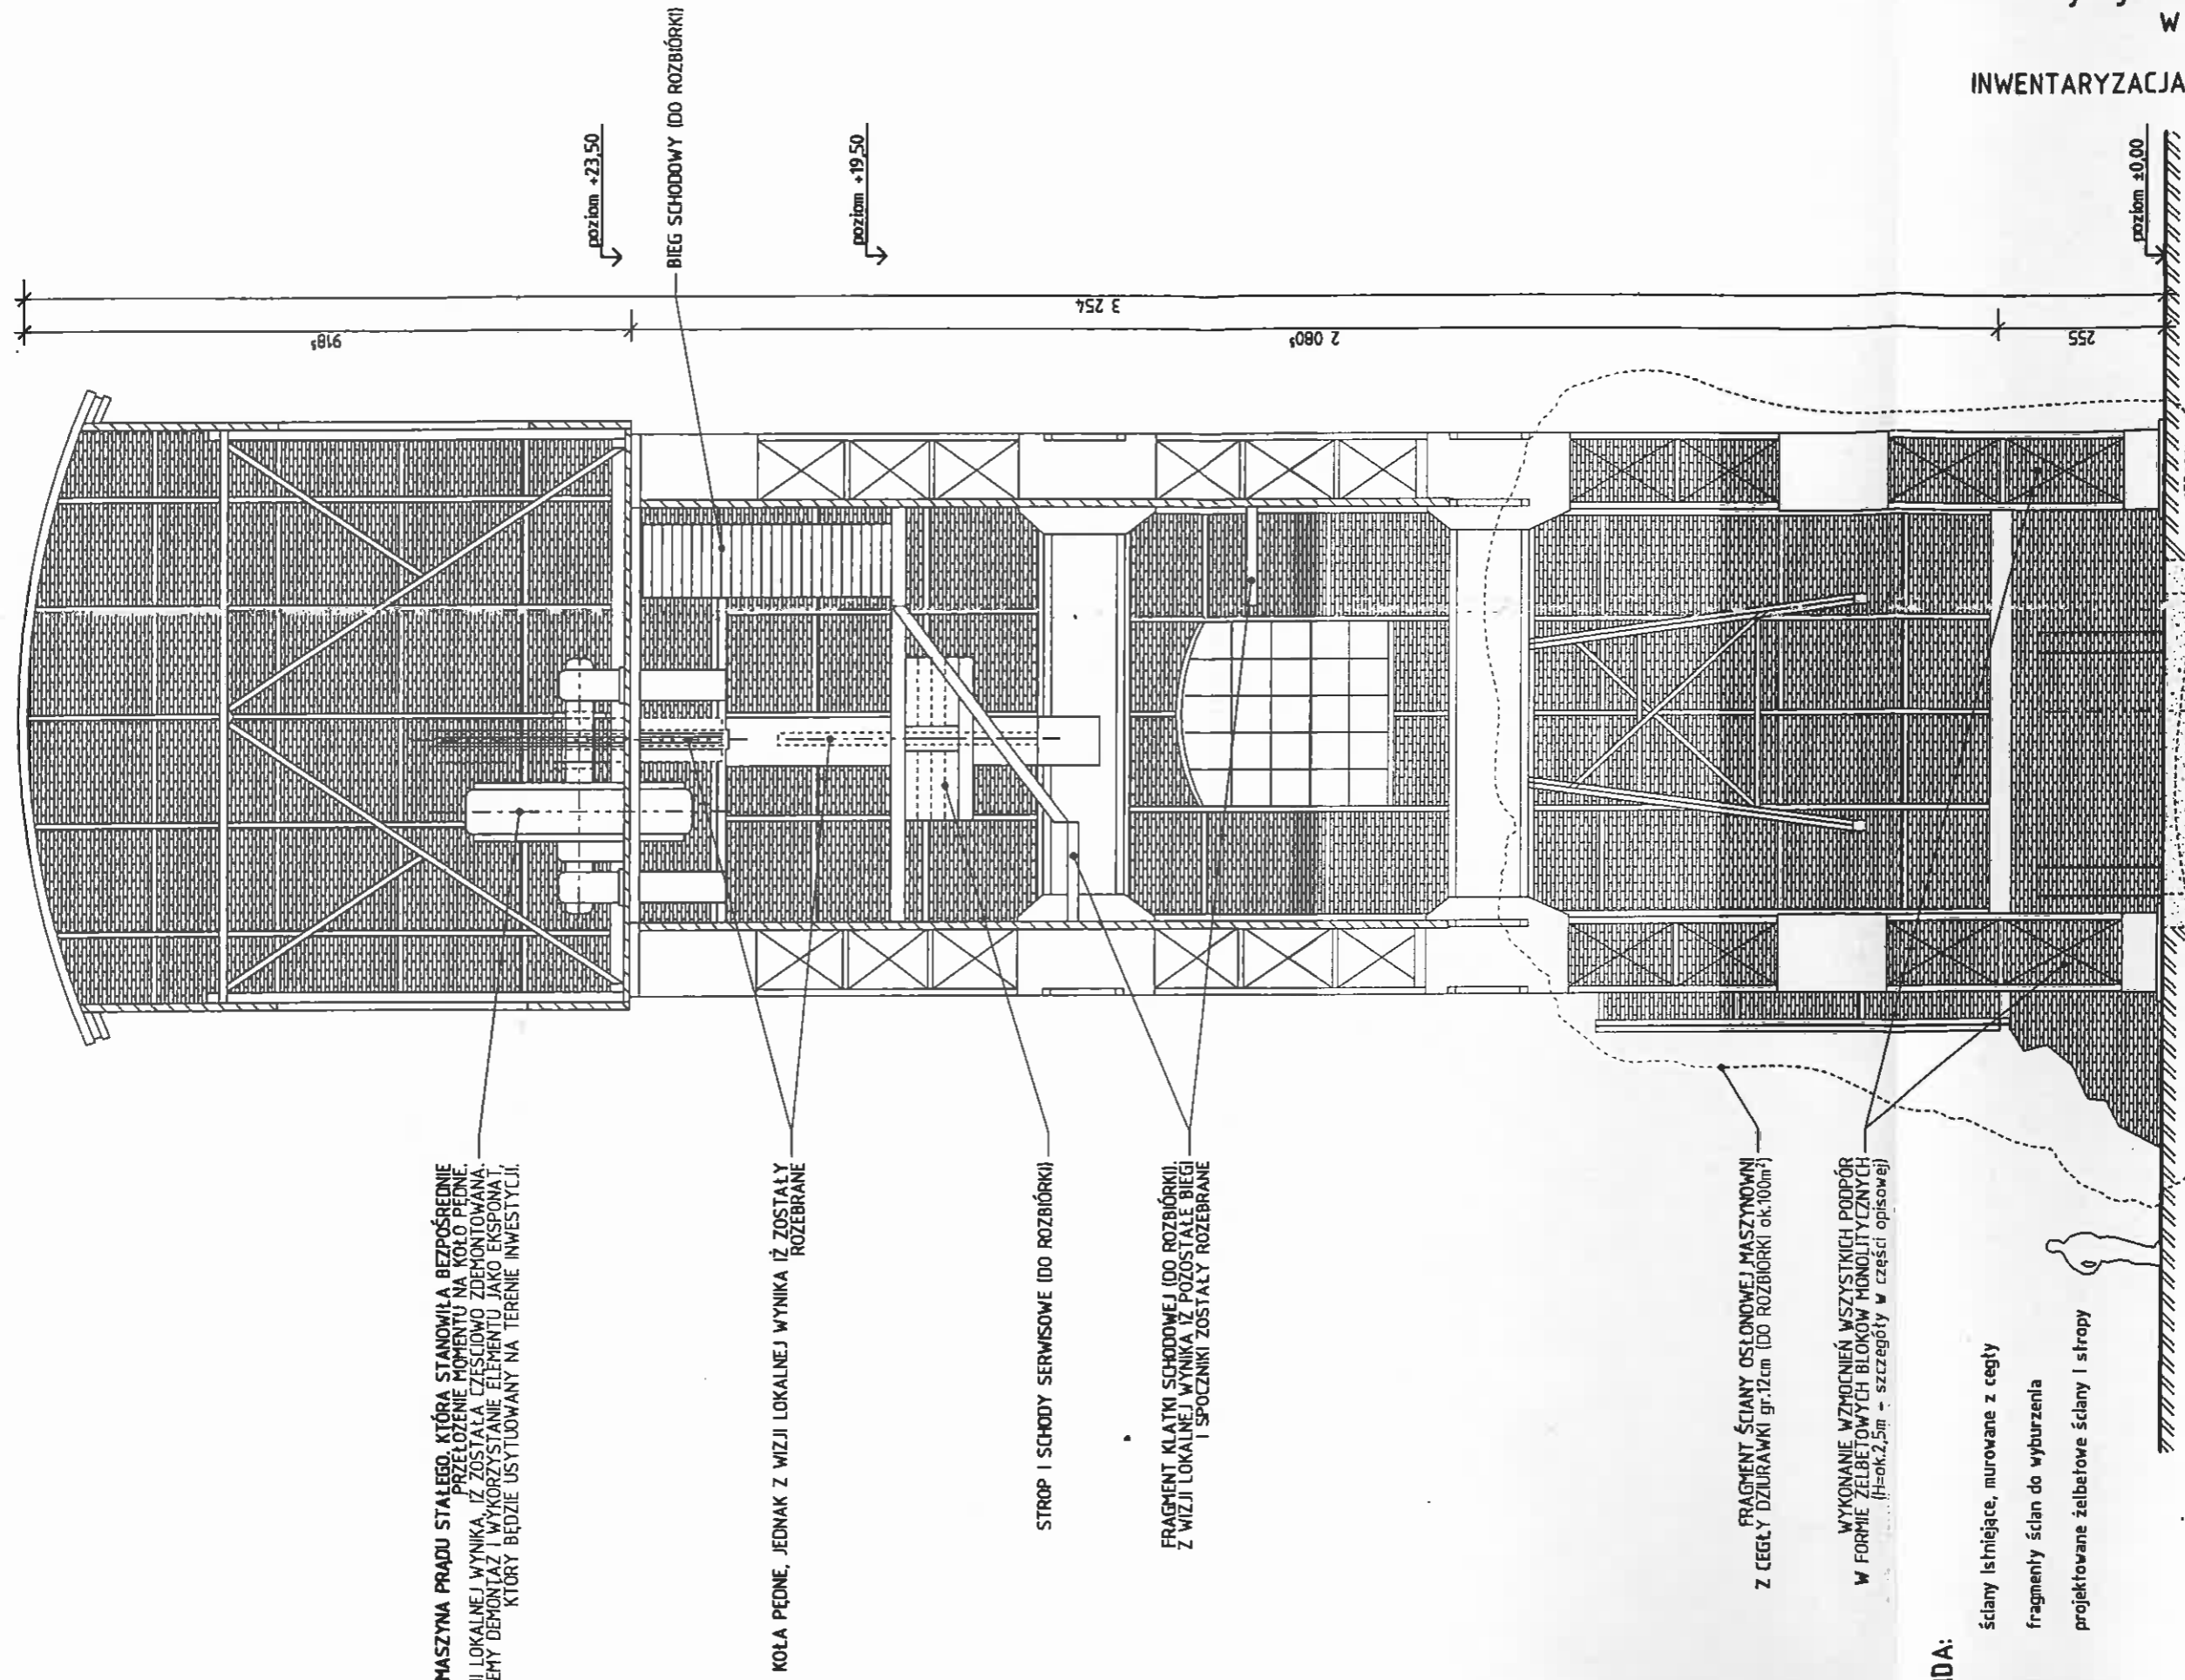 W
INWENTARYZACJA
poziom +23,50
poziom +19,50
poziom ±0,00
BIEG SCHODOWY (DO ROZBIÓRKI)
3 254
918⁵
2 080⁵
255
MASZYNA PRĄDU STAŁEGO, KTÓRA STANOWIŁA BEZPOŚREDNIE
PRZEŁOŻENIE MOMENTU NA KOŁO PĘDNE.
LOKALNEJ WYNIKA, IŻ ZOSTAŁA CZĘŚCIOWO ZDEMONTOWANA.
EMY DEMONTAŻ I WYKORZYSTANIE ELEMENTU JAKO EKSPONAT,
KTÓRY BĘDZIE USYTUOWANY NA TERENIE INWESTYCJI.
KOŁA PĘDNE, JEDNAK Z WIZJI LOKALNEJ WYNIKA IŻ ZOSTAŁY
ROZEBRANE
STROP I SCHODY SERWISOWE (DO ROZBIÓRKI)
FRAGMENT KLATKI SCHODOWEJ (DO ROZBIÓRKI).
Z WIZJI LOKALNEJ WYNIKA IŻ POZOSTAŁE BIEGI
I SPOCZNIKI ZOSTAŁY ROZEBRANE
FRAGMENT ŚCIANY OSŁONOWEJ MASZYNOWNI
Z CEGŁY DZIURAWKI gr.12cm (DO ROZBIÓRKI ok.100m²)
WYKONANIE WZMOCNIEŃ WSZYSTKICH PODPÓR
W FORMIE ŻELBETOWYCH BLOKÓW MONOLITYCZNYCH
(H=ok.2,5m - szczegóły w części opisowej)
DA:
ściany istniejące, murowane z cegły
fragmenty ścian do wyburzenia
projektowane żelbetowe ściany i stropy